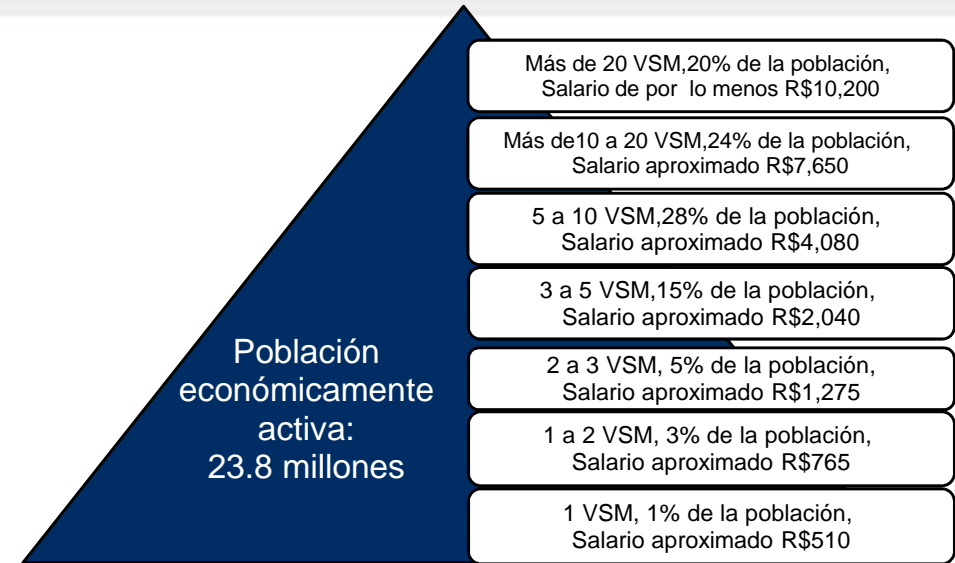 Más de 20 VSM,20% de la población,
Salario de por lo menos R$10,200
Más de10 a 20 VSM,24% de la población,
Salario aproximado R$7,650
5 a 10 VSM,28% de la población,
Salario aproximado R$4,080
3 a 5 VSM,15% de la población,
Salario aproximado R$2,040
2 a 3 VSM, 5% de la población,
Salario aproximado R$1,275
1 a 2 VSM, 3% de la población,
Salario aproximado R$765
1 VSM, 1% de la población,
Salario aproximado R$510
Población
económicamente
activa:
23.8 millones